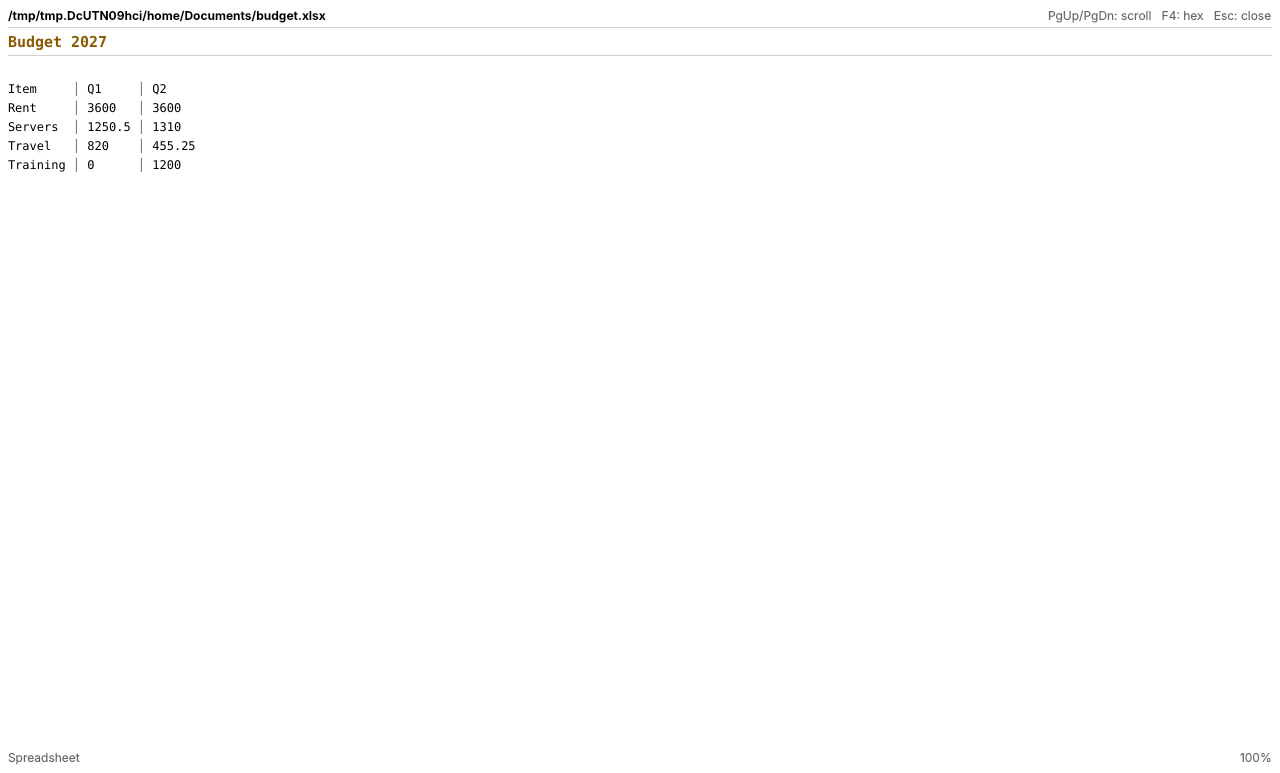 /tmp/tmp.DcUTN09hci/home/Documents/budget.xlsx PgUp/PgDn: scroll F4: hex Esc: close
Budget 2027
Item │ Q1 │ Q2
Rent │ 3600 │ 3600
Servers │ 1250.5 │ 1310
Travel │ 820 │ 455.25
Training │ 0 │ 1200
Spreadsheet 100%